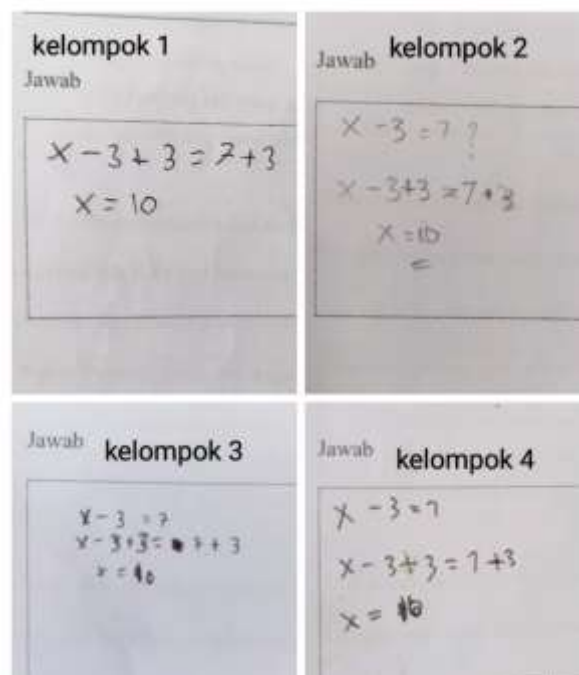 kelompok 1
Jawab
x - 3 + 3 = 7 + 3
x = 10
kelompok 2
Jawab
x - 3 = 7 ?
x - 3 + 3 = 7 + 3
x = 10
=
Jawab
kelompok 3
x - 3 = 7
x - 3 + 3 = 7 + 3
x = 10
Jawab
kelompok 4
x - 3 = 7
x - 3 + 3 = 7 + 3
x = 10